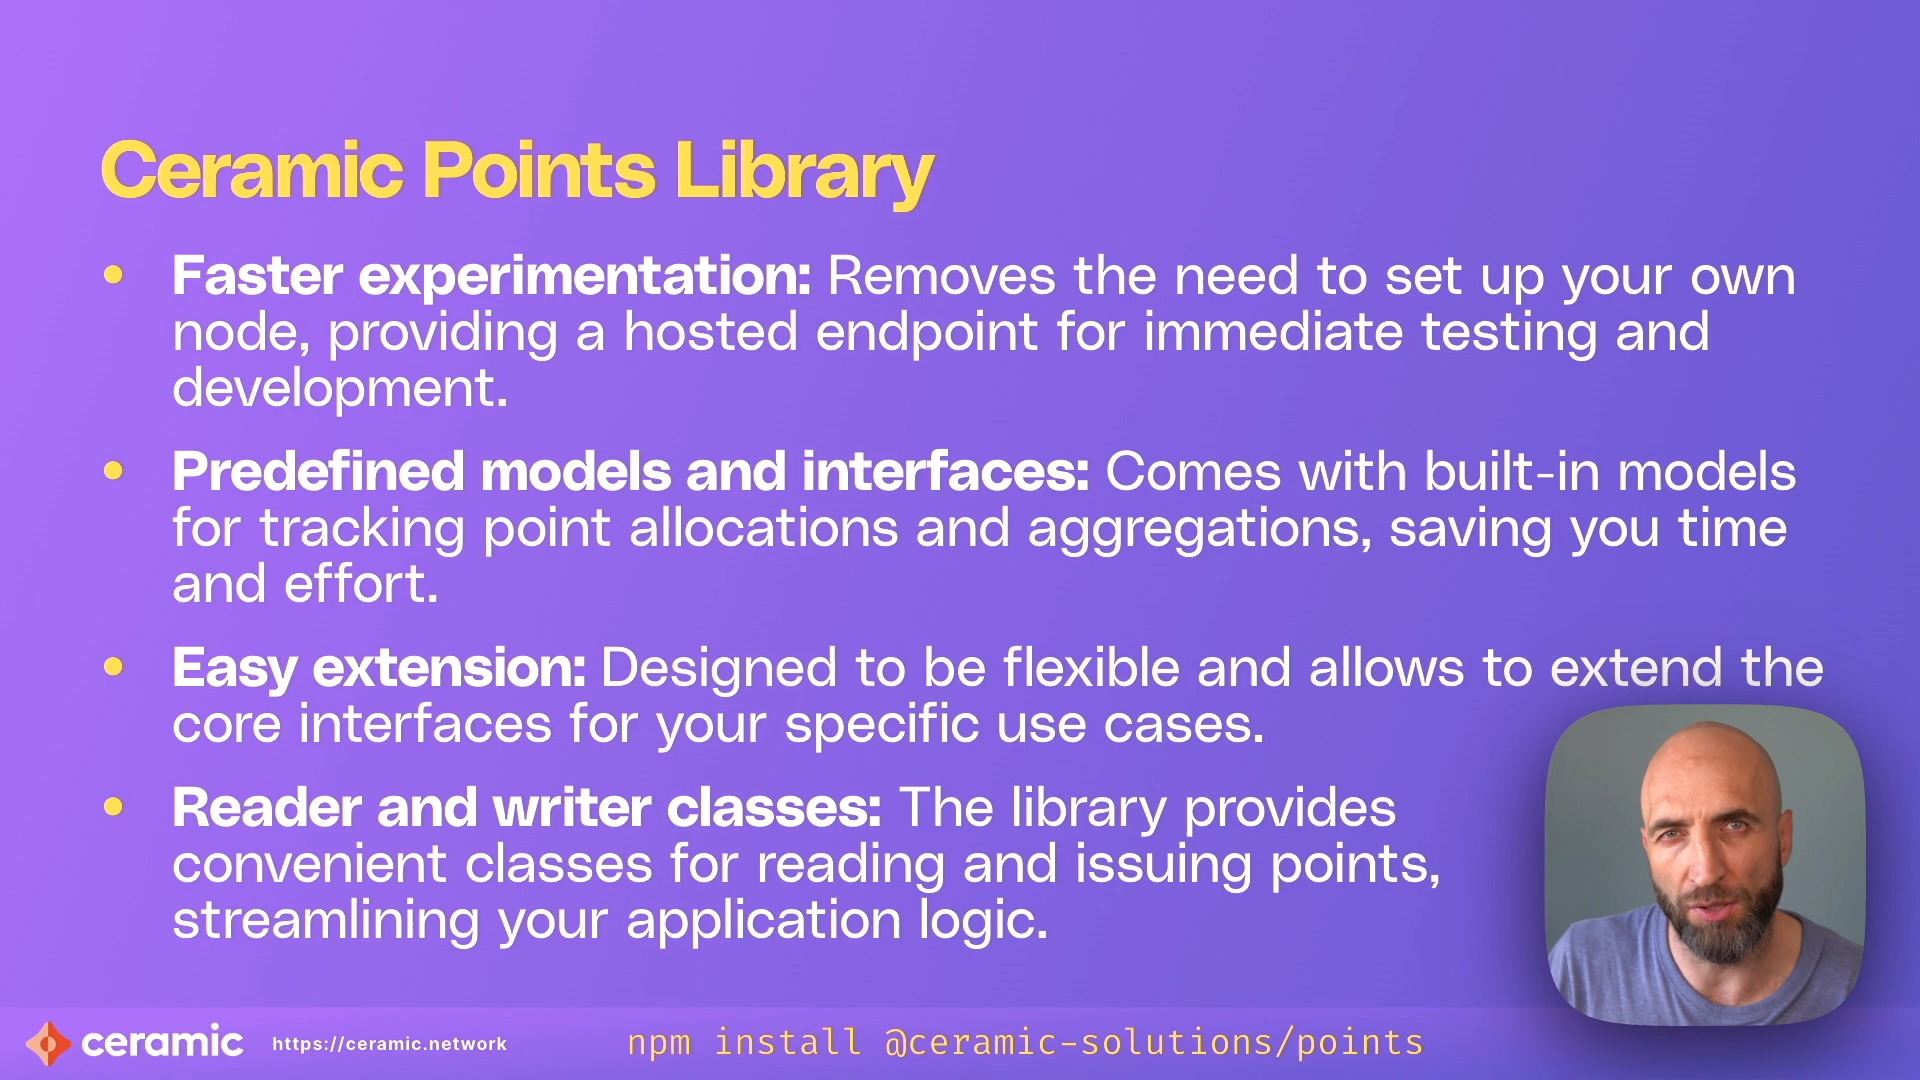 Ceramic Points Library
• Faster experimentation: Removes the need to set up your own
node, providing a hosted endpoint for immediate testing and
development.
• Predefined models and interfaces: Comes with built-in models
for tracking point allocations and aggregations, saving you time
and effort.
• Easy extension: Designed to be flexible and allows to extend the
core interfaces for your specific use cases.
• Reader and writer classes: The library provides
convenient classes for reading and issuing points,
streamlining your application logic.
ceramic https://ceramic.network npm install @ceramic-solutions/points